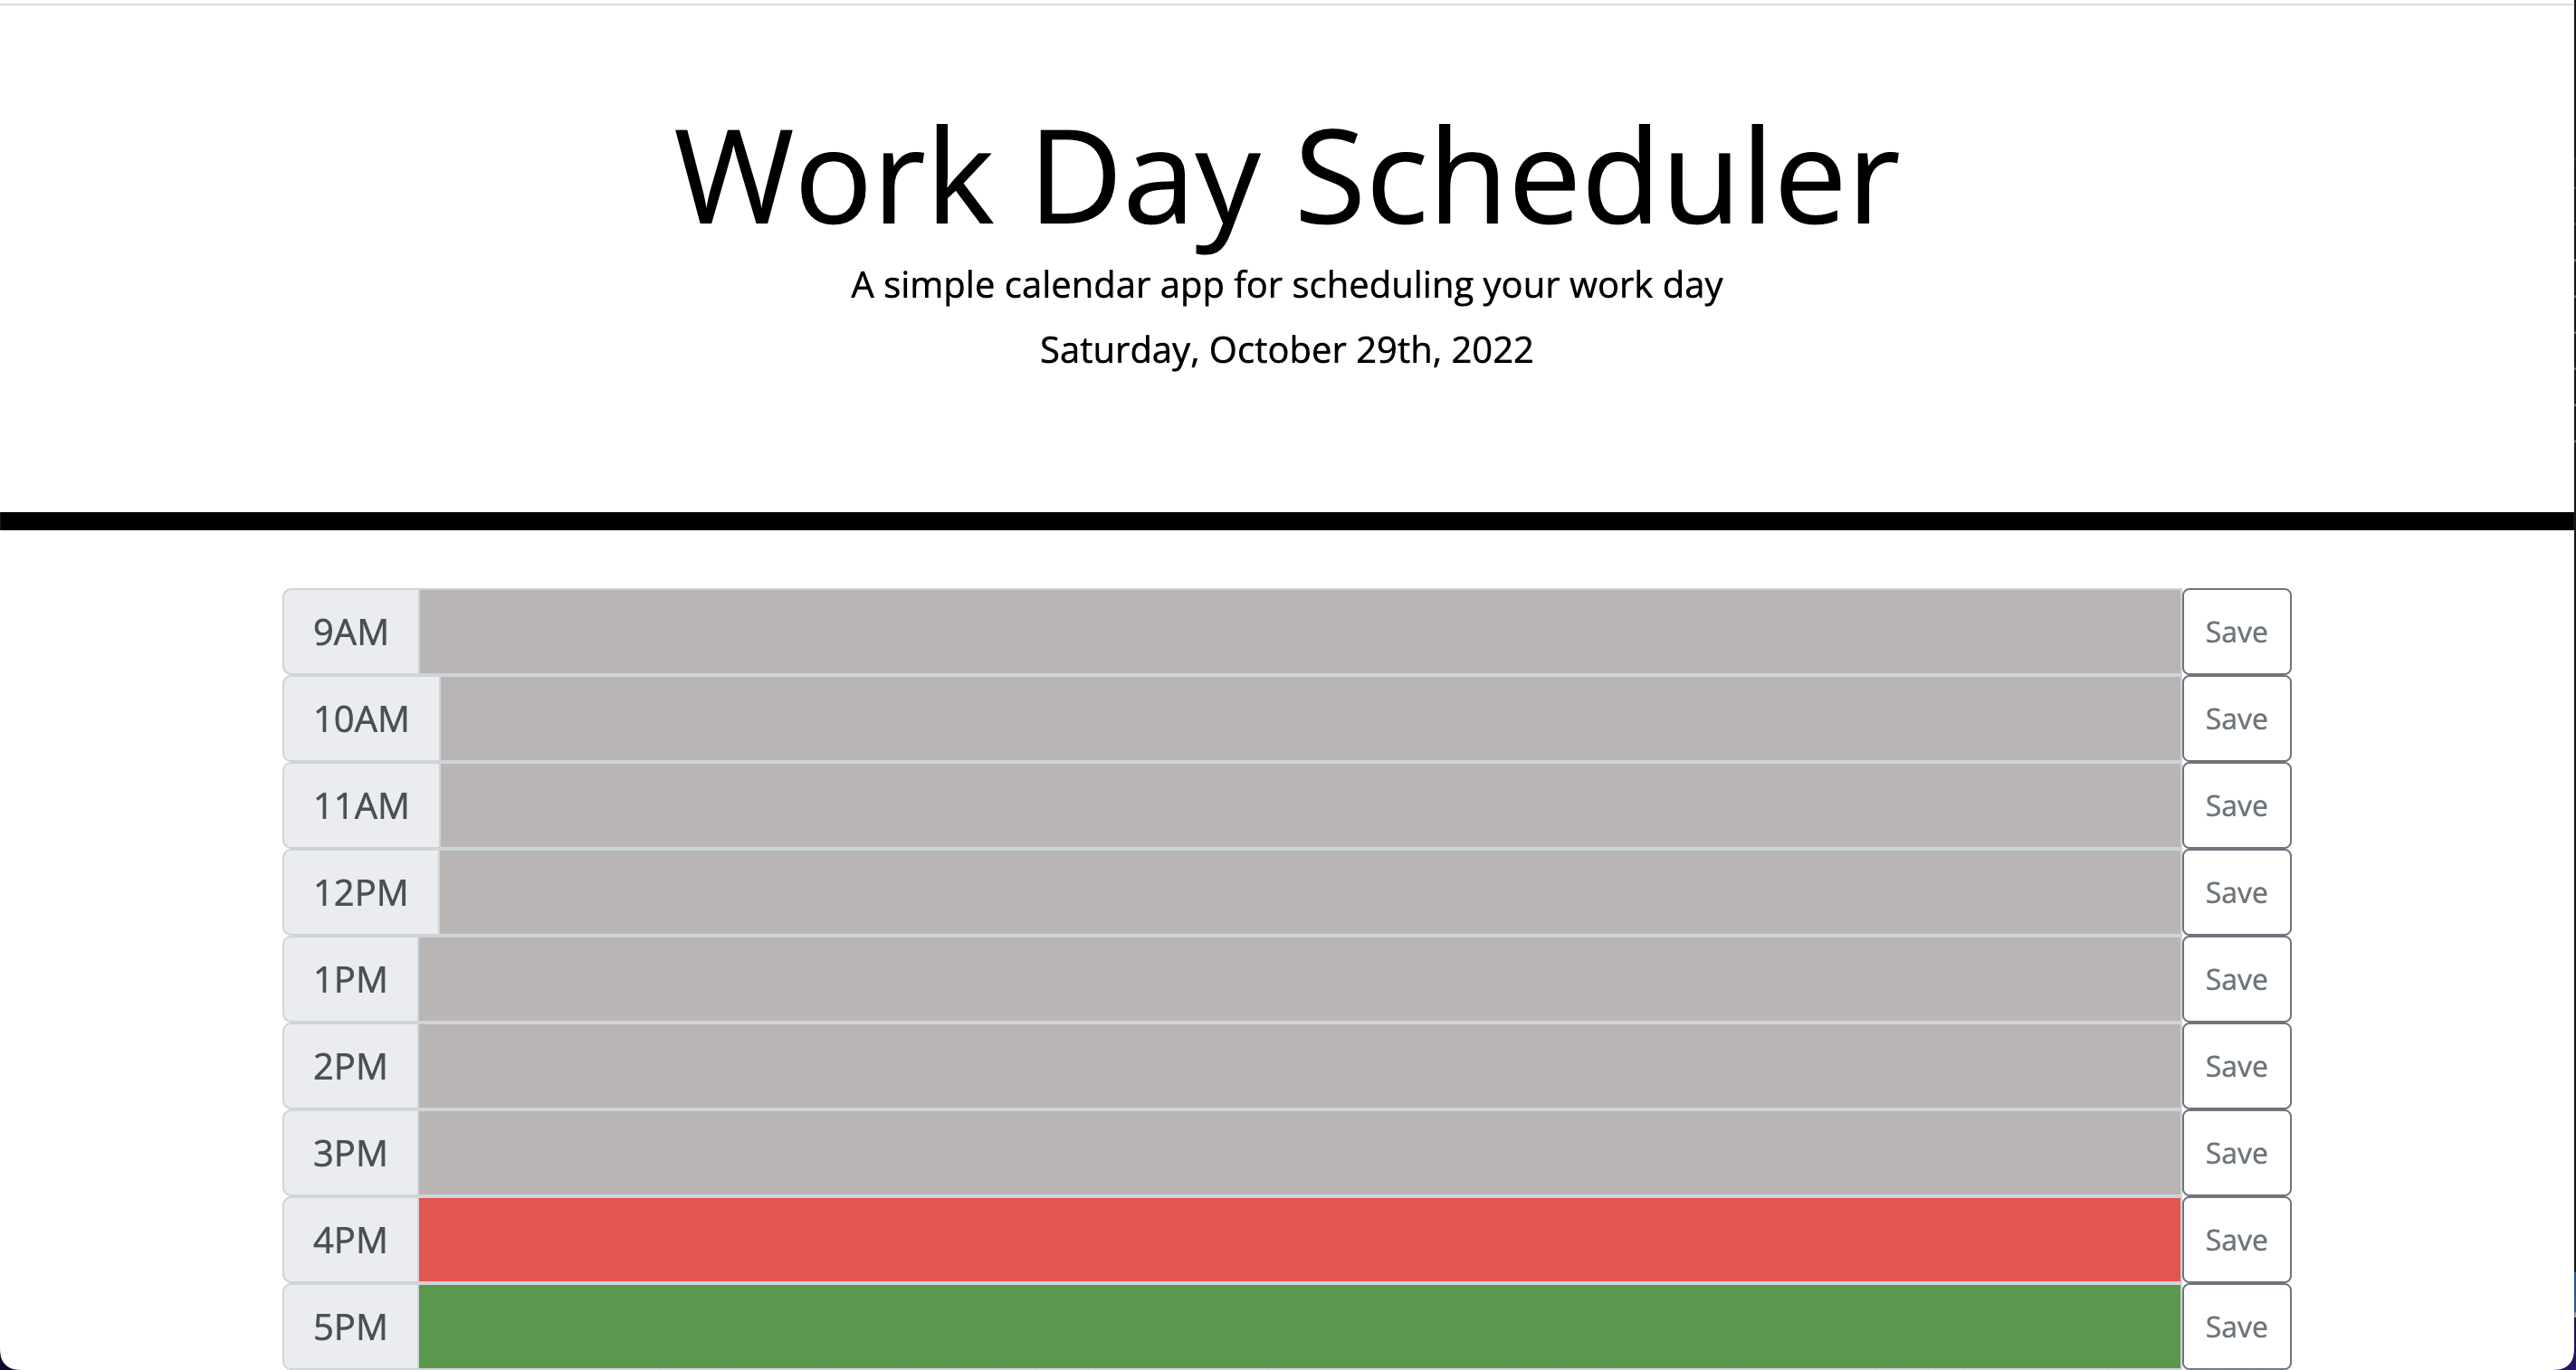 Work Day Scheduler
A simple calendar app for scheduling your work day
Saturday, October 29th, 2022
9AM Save
10AM Save
11AM Save
12PM Save
1PM Save
2PM Save
3PM Save
4PM Save
5PM Save